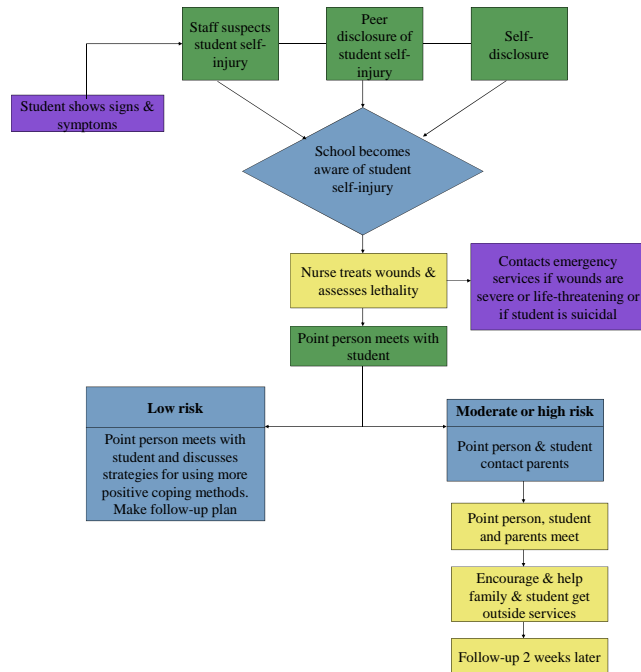 Staff suspects
student self-
injury
Peer
disclosure of
student self-
injury
Self-
disclosure
Student shows signs &
symptoms
School becomes
aware of student
self-injury
Nurse treats wounds &
assesses lethality
Contacts emergency
services if wounds are
severe or life-threatening or
if student is suicidal
Point person meets with
student
Low risk
Point person meets with
student and discusses
strategies for using more
positive coping methods.
Make follow-up plan
Moderate or high risk
Point person & student
contact parents
Point person, student
and parents meet
Encourage & help
family & student get
outside services
Follow-up 2 weeks later